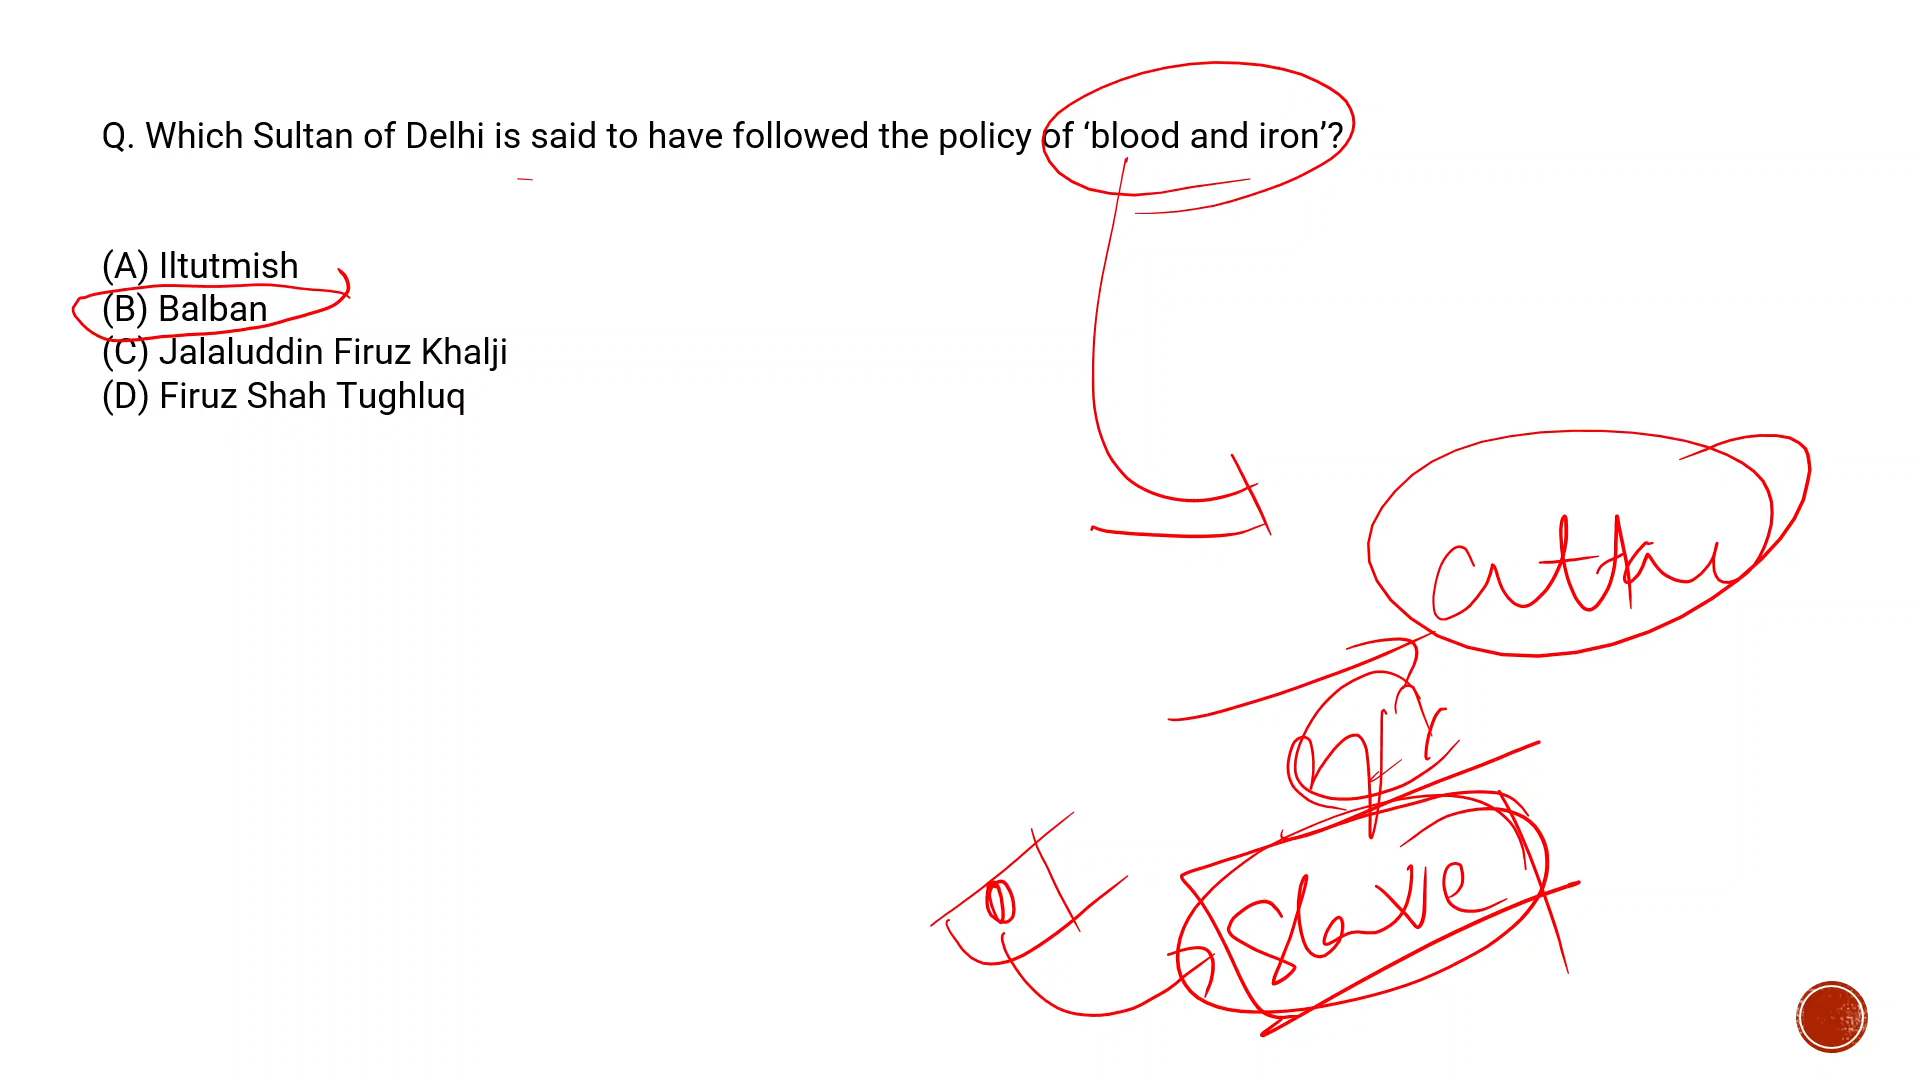 Q. Which Sultan of Delhi is said to have followed the policy of ‘blood and iron’?
(A) Iltutmish
(B) Balban
(C) Jalaluddin Firuz Khalji
(D) Firuz Shah Tughluq
Slave